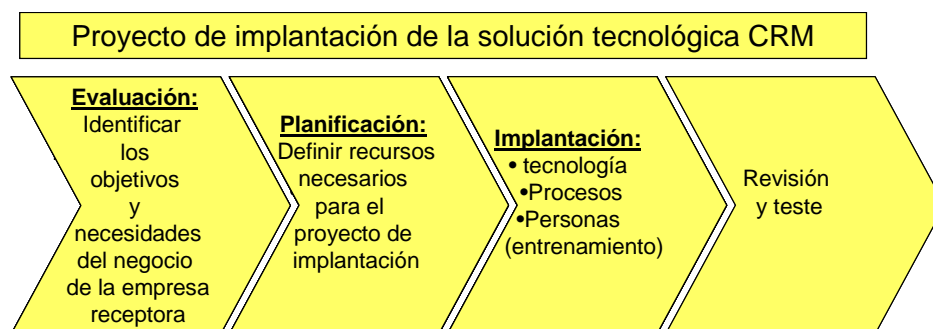 Proyecto de implantación de la solución tecnológica CRM
Evaluación:
Identificar
los
objetivos
y
necesidades
del negocio
de la empresa
receptora
Planificación:
Definir recursos
necesarios
para el
proyecto de
implantación
Implantación:
• tecnología
•Procesos
•Personas
(entrenamiento)
Revisión
y teste